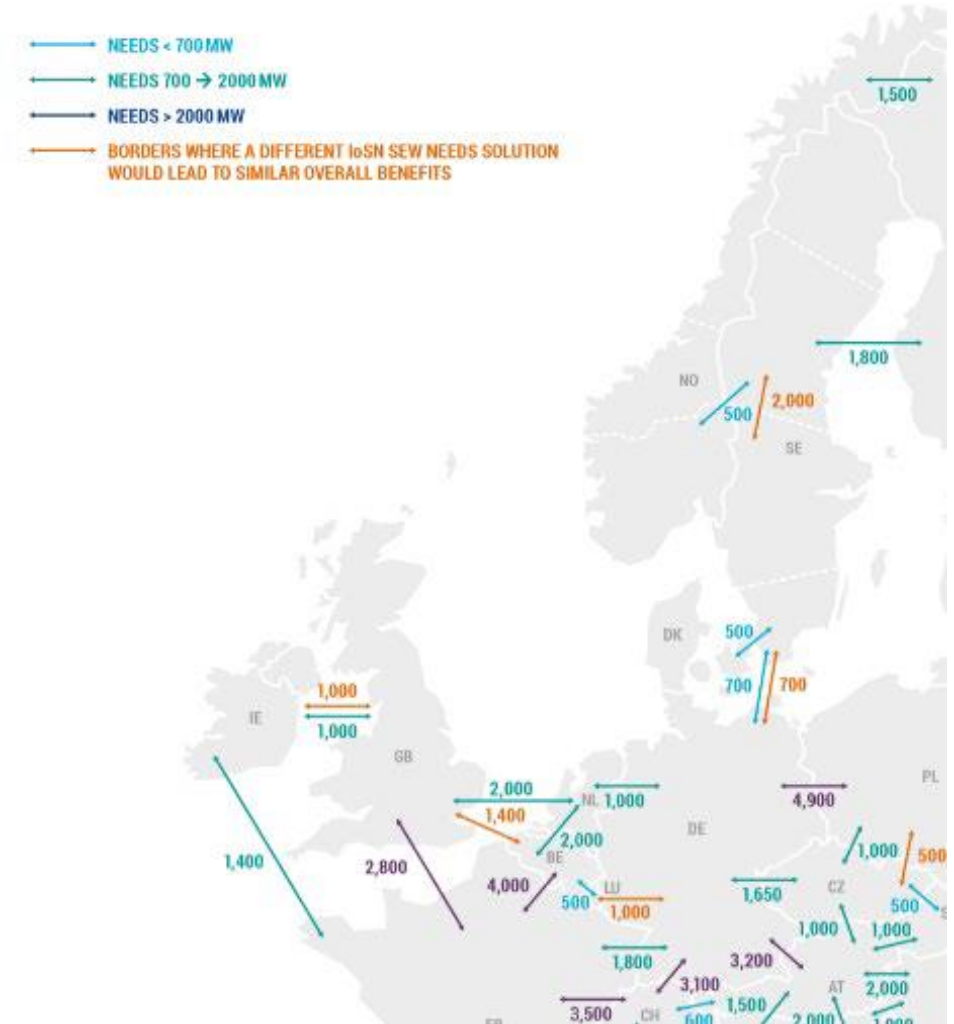 NEEDS < 700 MW
NEEDS 700 → 2000 MW
NEEDS > 2000 MW
BORDERS WHERE A DIFFERENT IoSN SEW NEEDS SOLUTION
WOULD LEAD TO SIMILAR OVERALL BENEFITS
1,500
1,800
NO
500
2,000
SE
500
DK
700
700
1,000
IE
1,000
GB
PL
2,000
NL
1,000
4,900
1,400
DE
2,000
1,000
500
BE
1,400
2,800
4,000
LU
1,650
CZ
500
1,000
500
1,000
1,000
1,800
3,200
3,100
AT
2,000
3,500
CH
600
1,500
2,000